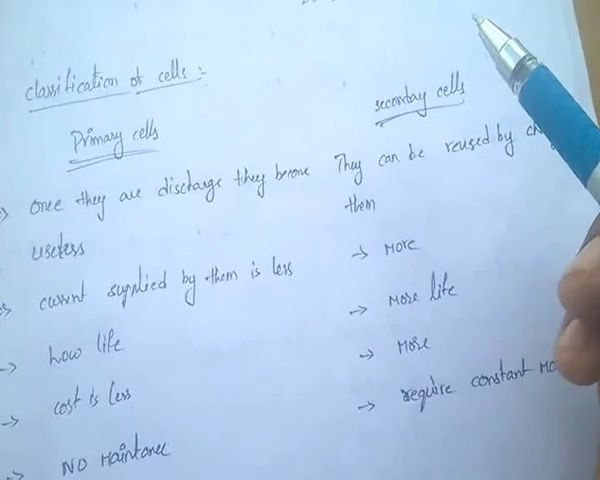 classification of cells :-
Primary cells
seconday cells
once they are discharge they become
useless
They can be reused by
them
current supplied by them is less
→ More
→ Low life
→ More life
→ cost is less
→ More
→ NO Maintance
→ require constant